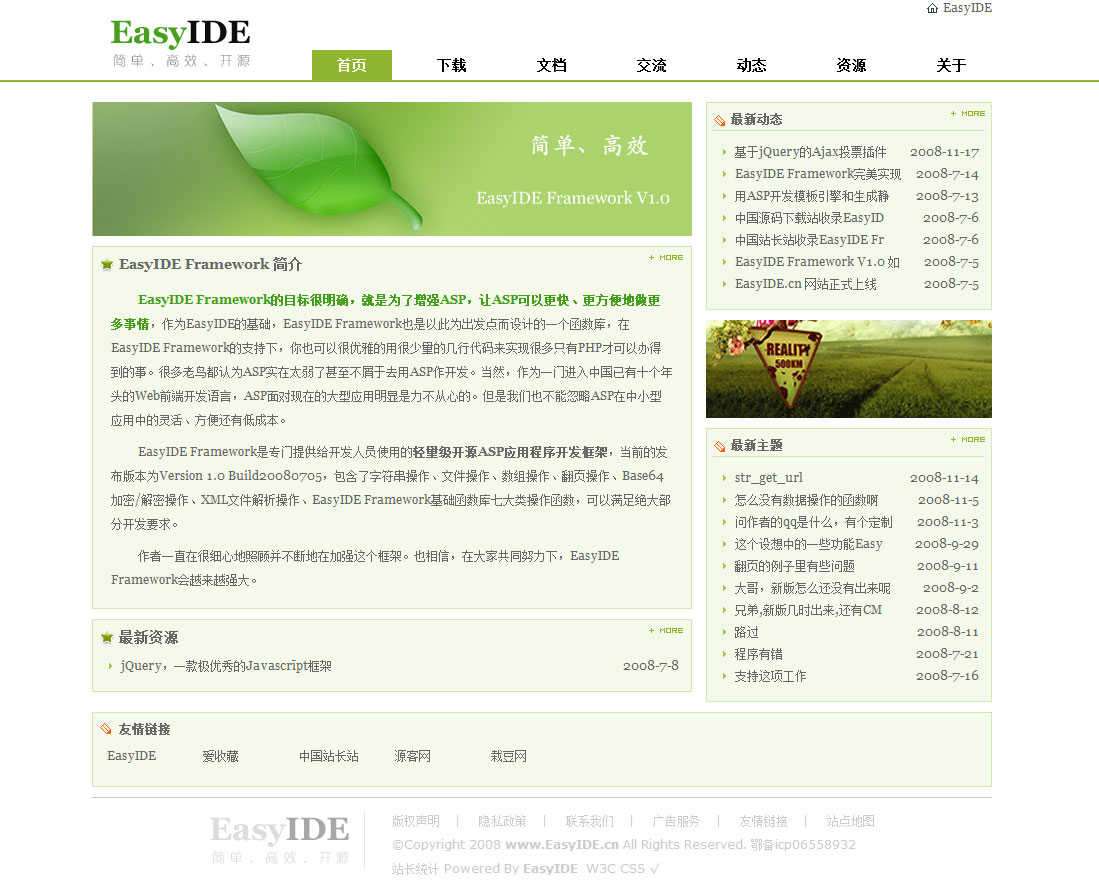 EasyIDE
EasyIDE
简单、高效、开源
首页 下载 文档 交流 动态 资源 关于
简单、高效
EasyIDE Framework V1.0
EasyIDE Framework 简介 + MORE
EasyIDE Framework的目标很明确，就是为了增强ASP，让ASP可以更快、更方便地做更
多事情，作为EasyIDE的基础，EasyIDE Framework也是以此为出发点而设计的一个函数库，在
EasyIDE Framework的支持下，你也可以很优雅的用很少量的几行代码来实现很多只有PHP才可以办得
到的事。很多老鸟都认为ASP实在太弱了甚至不屑于去用ASP作开发。当然，作为一门进入中国已有十个年
头的Web前端开发语言，ASP面对现在的大型应用明显是力不从心的。但是我们也不能忽略ASP在中小型
应用中的灵活、方便还有低成本。
EasyIDE Framework是专门提供给开发人员使用的轻量级开源ASP应用程序开发框架，当前的发
布版本为Version 1.0 Build20080705，包含了字符串操作、文件操作、数组操作、翻页操作、Base64
加密/解密操作、XML文件解析操作、EasyIDE Framework基础函数库七大类操作函数，可以满足绝大部
分开发要求。
作者一直在很细心地照顾并不断地在加强这个框架。也相信，在大家共同努力下，EasyIDE
Framework会越来越强大。
最新资源 + MORE
jQuery，一款极优秀的Javascript框架 2008-7-8
最新动态 + MORE
基于jQuery的Ajax投票插件 2008-11-17
EasyIDE Framework完美实现 2008-7-14
用ASP开发模板引擎和生成静 2008-7-13
中国源码下载站收录EasyID 2008-7-6
中国站长站收录EasyIDE Fr 2008-7-6
EasyIDE Framework V1.0 如 2008-7-5
EasyIDE.cn 网站正式上线 2008-7-5
REALITY
500KM
最新主题 + MORE
str_get_url 2008-11-14
怎么没有数据操作的函数啊 2008-11-5
问作者的qq是什么，有个定制 2008-11-3
这个设想中的一些功能Easy 2008-9-29
翻页的例子里有些问题 2008-9-11
大哥，新版怎么还没有出来呢 2008-9-2
兄弟,新版几时出来,还有CM 2008-8-12
路过 2008-8-11
程序有错 2008-7-21
支持这项工作 2008-7-16
友情链接
EasyIDE 爱收藏 中国站长站 源客网 栽豆网
EasyIDE
简单、高效、开源
版权声明 | 隐私政策 | 联系我们 | 广告服务 | 友情链接 | 站点地图
©Copyright 2008 www.EasyIDE.cn All Rights Reserved. 鄂备icp06558932
站长统计 Powered By EasyIDE W3C CSS √